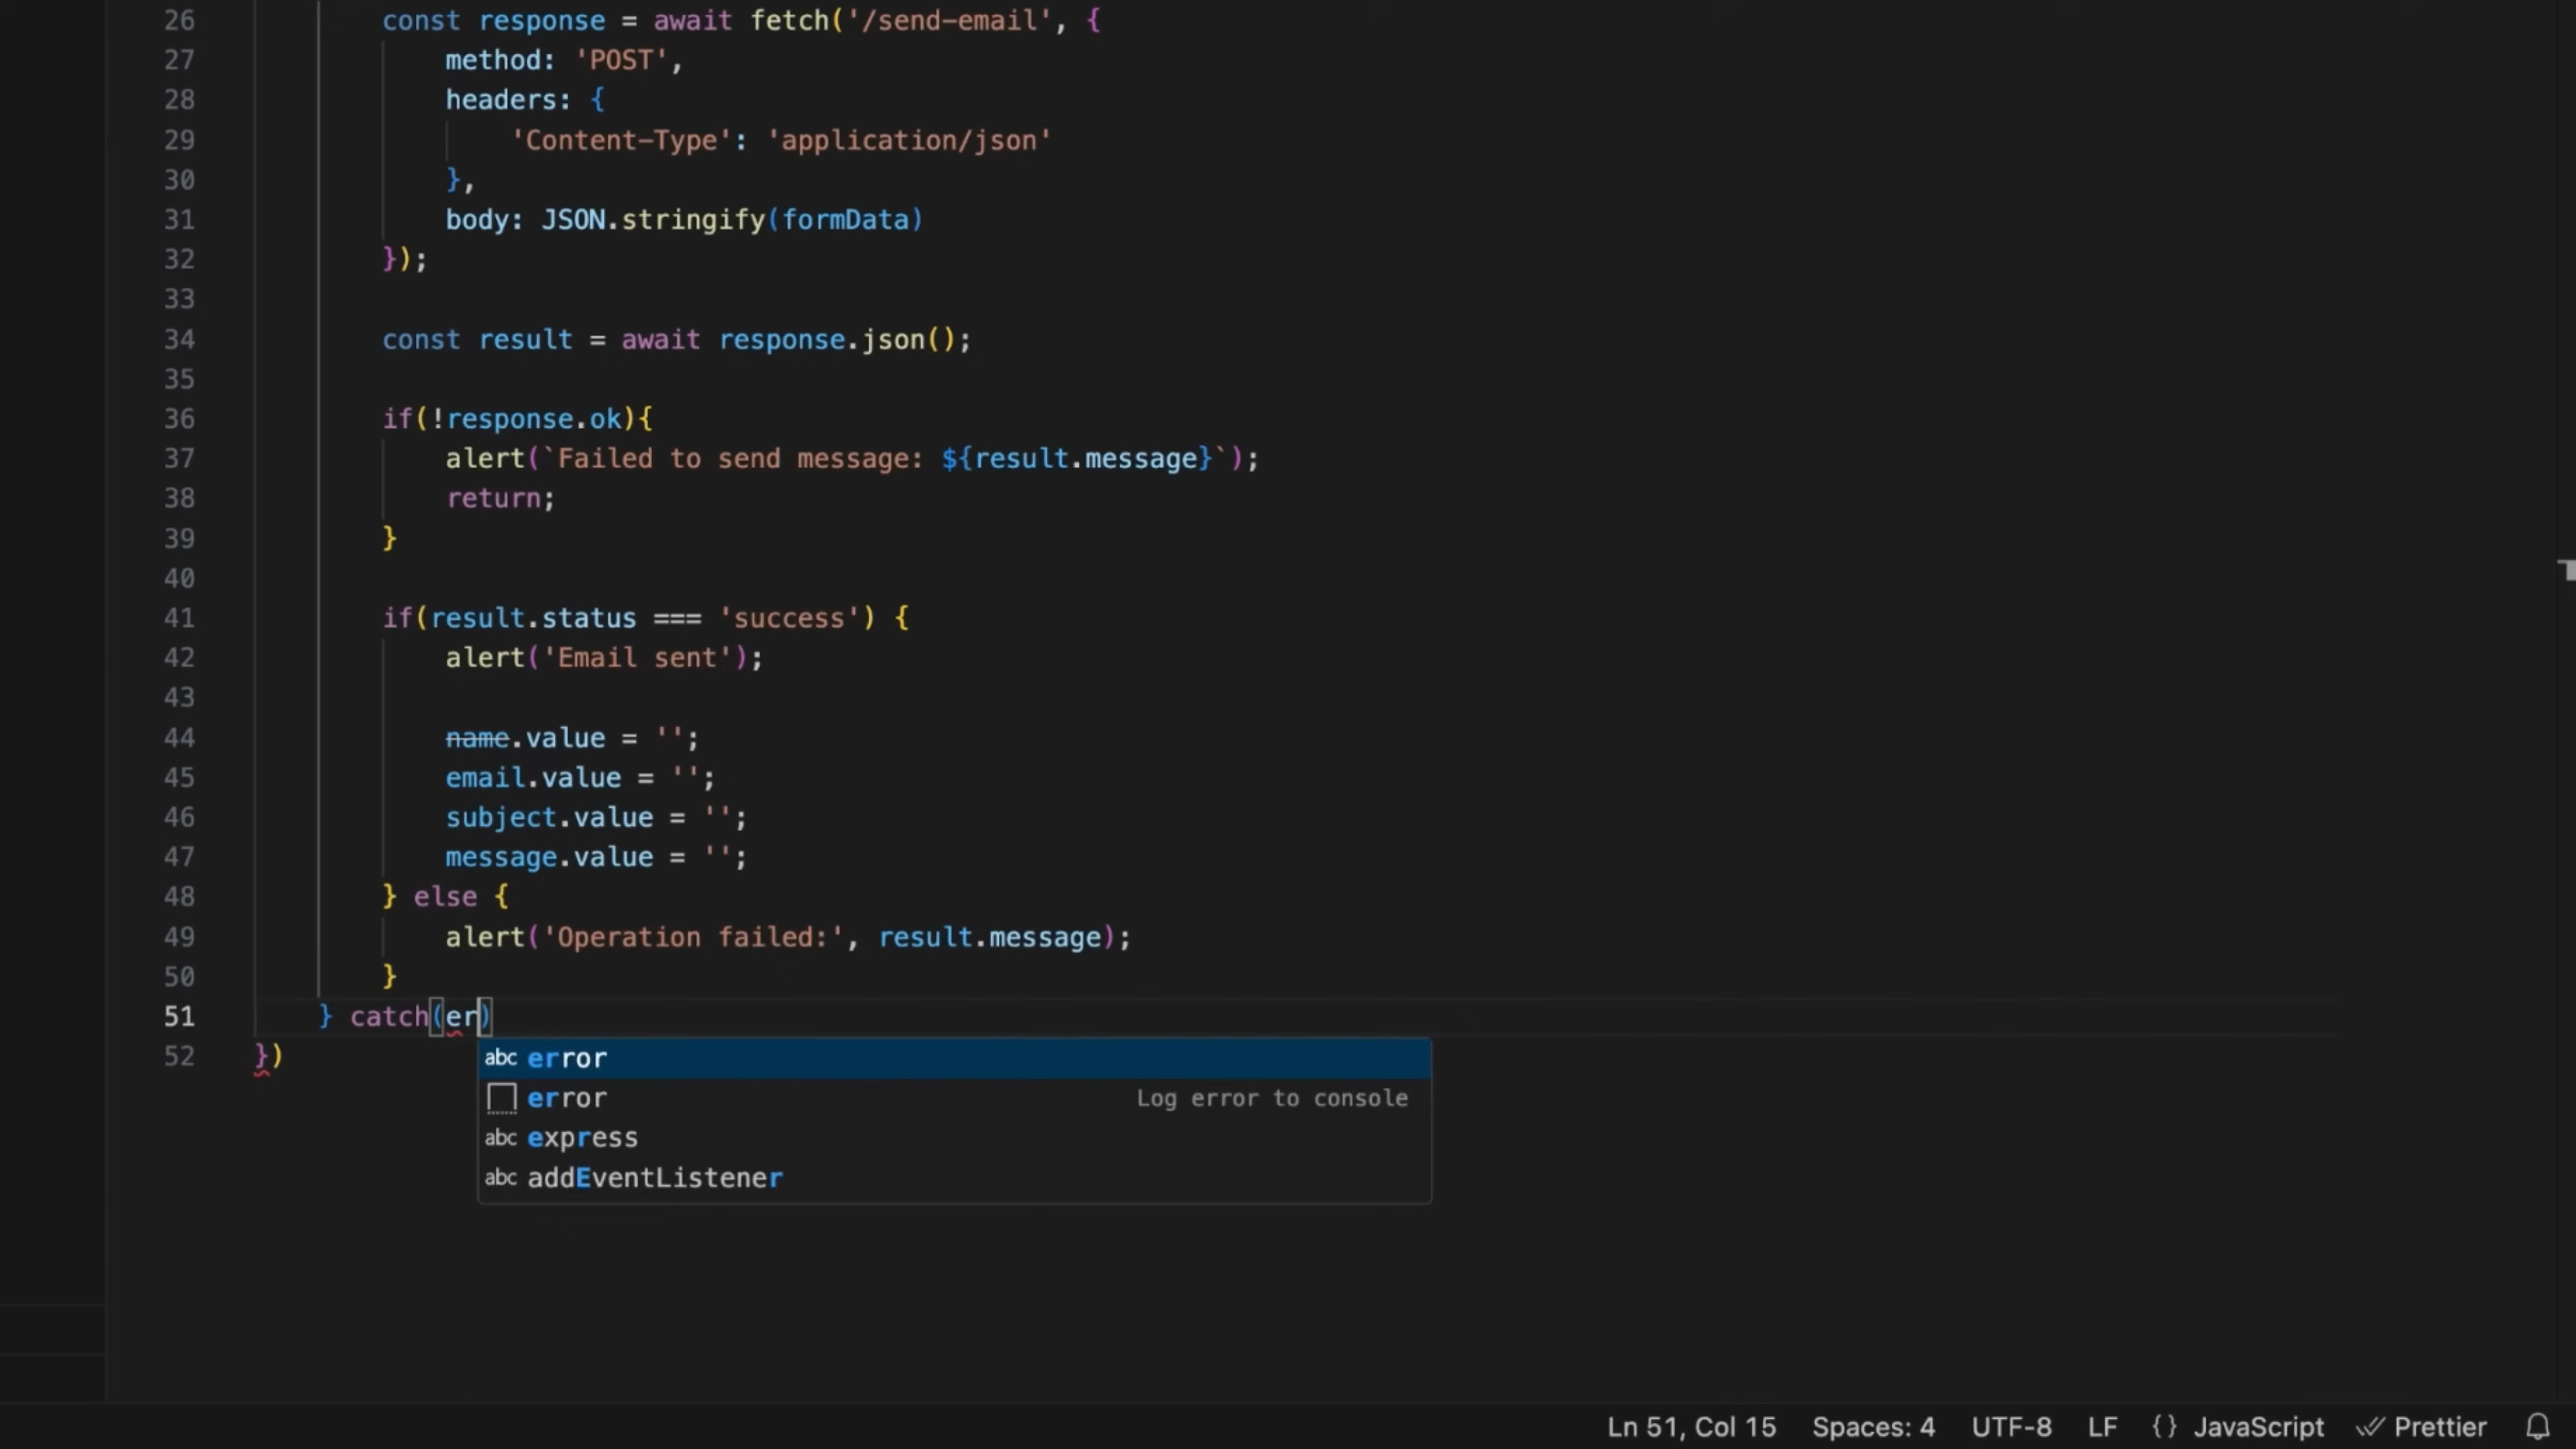 26 const response = await fetch('/send-email', {
27 method: 'POST',
28 headers: {
29 'Content-Type': 'application/json'
30 },
31 body: JSON.stringify(formData)
32 });
33
34 const result = await response.json();
35
36 if(!response.ok){
37 alert(`Failed to send message: ${result.message}`);
38 return;
39 }
40
41 if(result.status === 'success') {
42 alert('Email sent');
43
44 name.value = '';
45 email.value = '';
46 subject.value = '';
47 message.value = '';
48 } else {
49 alert('Operation failed:', result.message);
50 }
51 } catch(er)
52 })
abc error
error Log error to console
abc express
abc addEventListener
Ln 51, Col 15 Spaces: 4 UTF-8 LF {} JavaScript Prettier